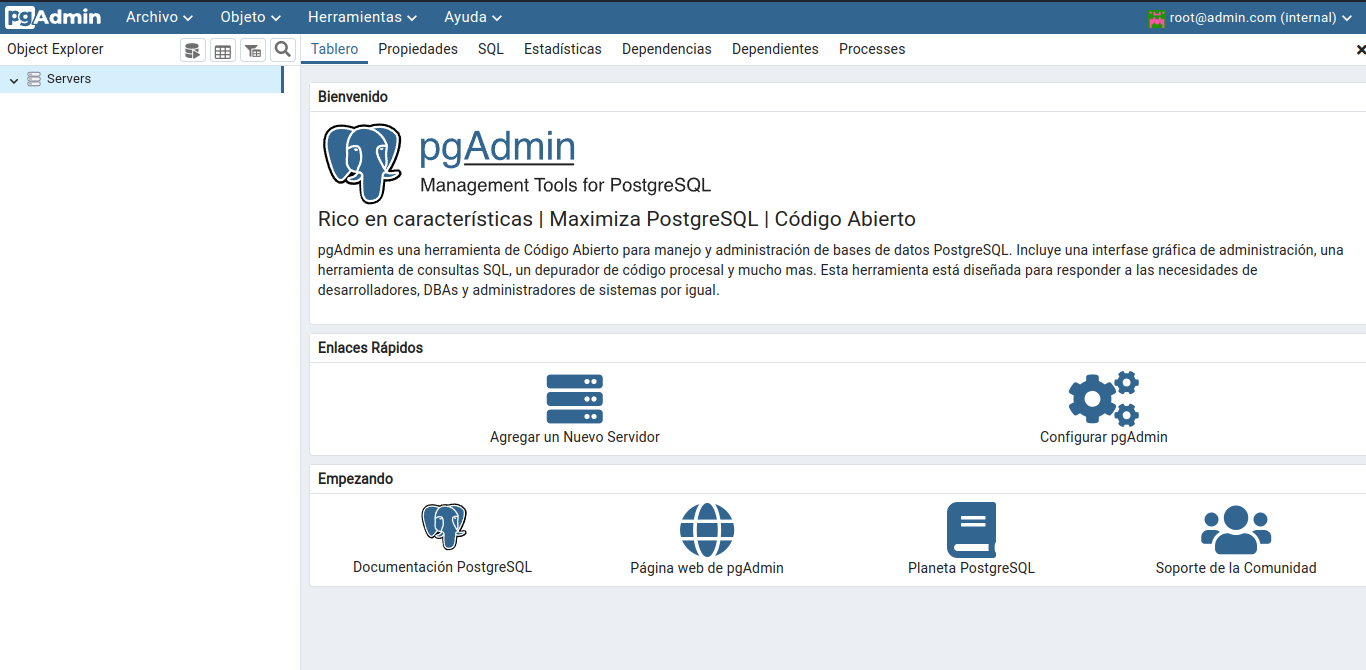 pgAdmin Archivo Objeto Herramientas Ayuda root@admin.com (internal)
Object Explorer
Tablero Propiedades SQL Estadísticas Dependencias Dependientes Processes
Servers
Bienvenido
pgAdmin
Management Tools for PostgreSQL
Rico en características | Maximiza PostgreSQL | Código Abierto
pgAdmin es una herramienta de Código Abierto para manejo y administración de bases de datos PostgreSQL. Incluye una interfase gráfica de administración, una
herramienta de consultas SQL, un depurador de código procesal y mucho mas. Esta herramienta está diseñada para responder a las necesidades de
desarrolladores, DBAs y administradores de sistemas por igual.
Enlaces Rápidos
Agregar un Nuevo Servidor
Configurar pgAdmin
Empezando
Documentación PostgreSQL
Página web de pgAdmin
Planeta PostgreSQL
Soporte de la Comunidad